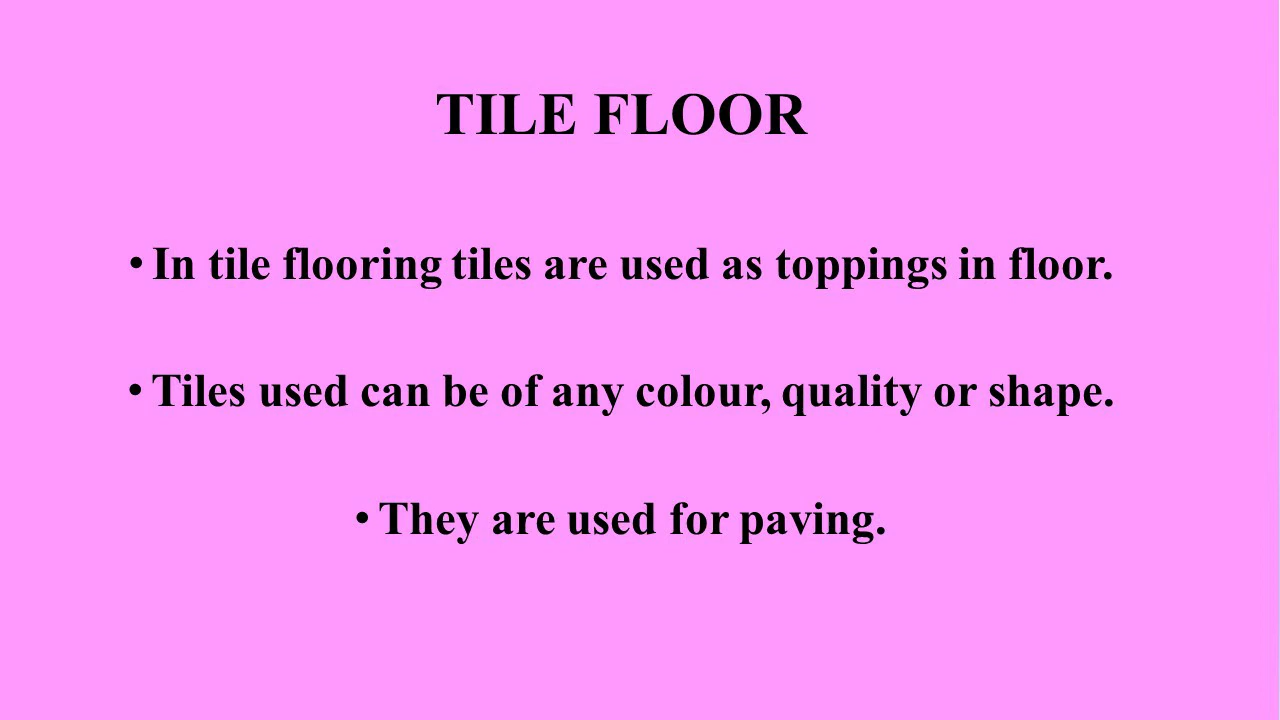 TILE FLOOR
• In tile flooring tiles are used as toppings in floor.
• Tiles used can be of any colour, quality or shape.
• They are used for paving.